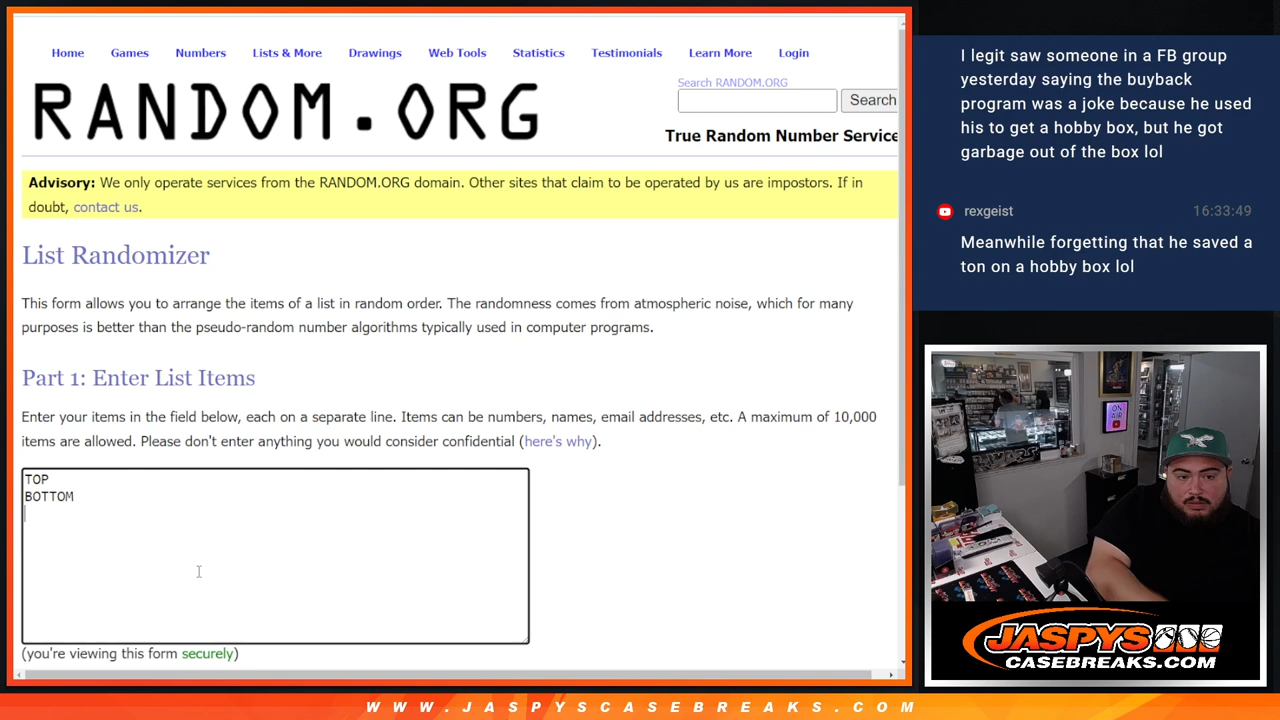 Home Games Numbers Lists & More Drawings Web Tools Statistics Testimonials Learn More Login
RANDOM.ORG
Search RANDOM.ORG
Search
True Random Number Service
Advisory: We only operate services from the RANDOM.ORG domain. Other sites that claim to be operated by us are impostors. If in
doubt, contact us.
List Randomizer
This form allows you to arrange the items of a list in random order. The randomness comes from atmospheric noise, which for many
purposes is better than the pseudo-random number algorithms typically used in computer programs.
Part 1: Enter List Items
Enter your items in the field below, each on a separate line. Items can be numbers, names, email addresses, etc. A maximum of 10,000
items are allowed. Please don't enter anything you would consider confidential (here's why).
TOP
BOTTOM
(you're viewing this form securely)
I legit saw someone in a FB group
yesterday saying the buyback
program was a joke because he used
his to get a hobby box, but he got
garbage out of the box lol
rexgeist 16:33:49
Meanwhile forgetting that he saved a
ton on a hobby box lol
ON
AIR
JASPYS
CASEBREAKS.COM
WWW.JASPYSCASEBREAKS.COM